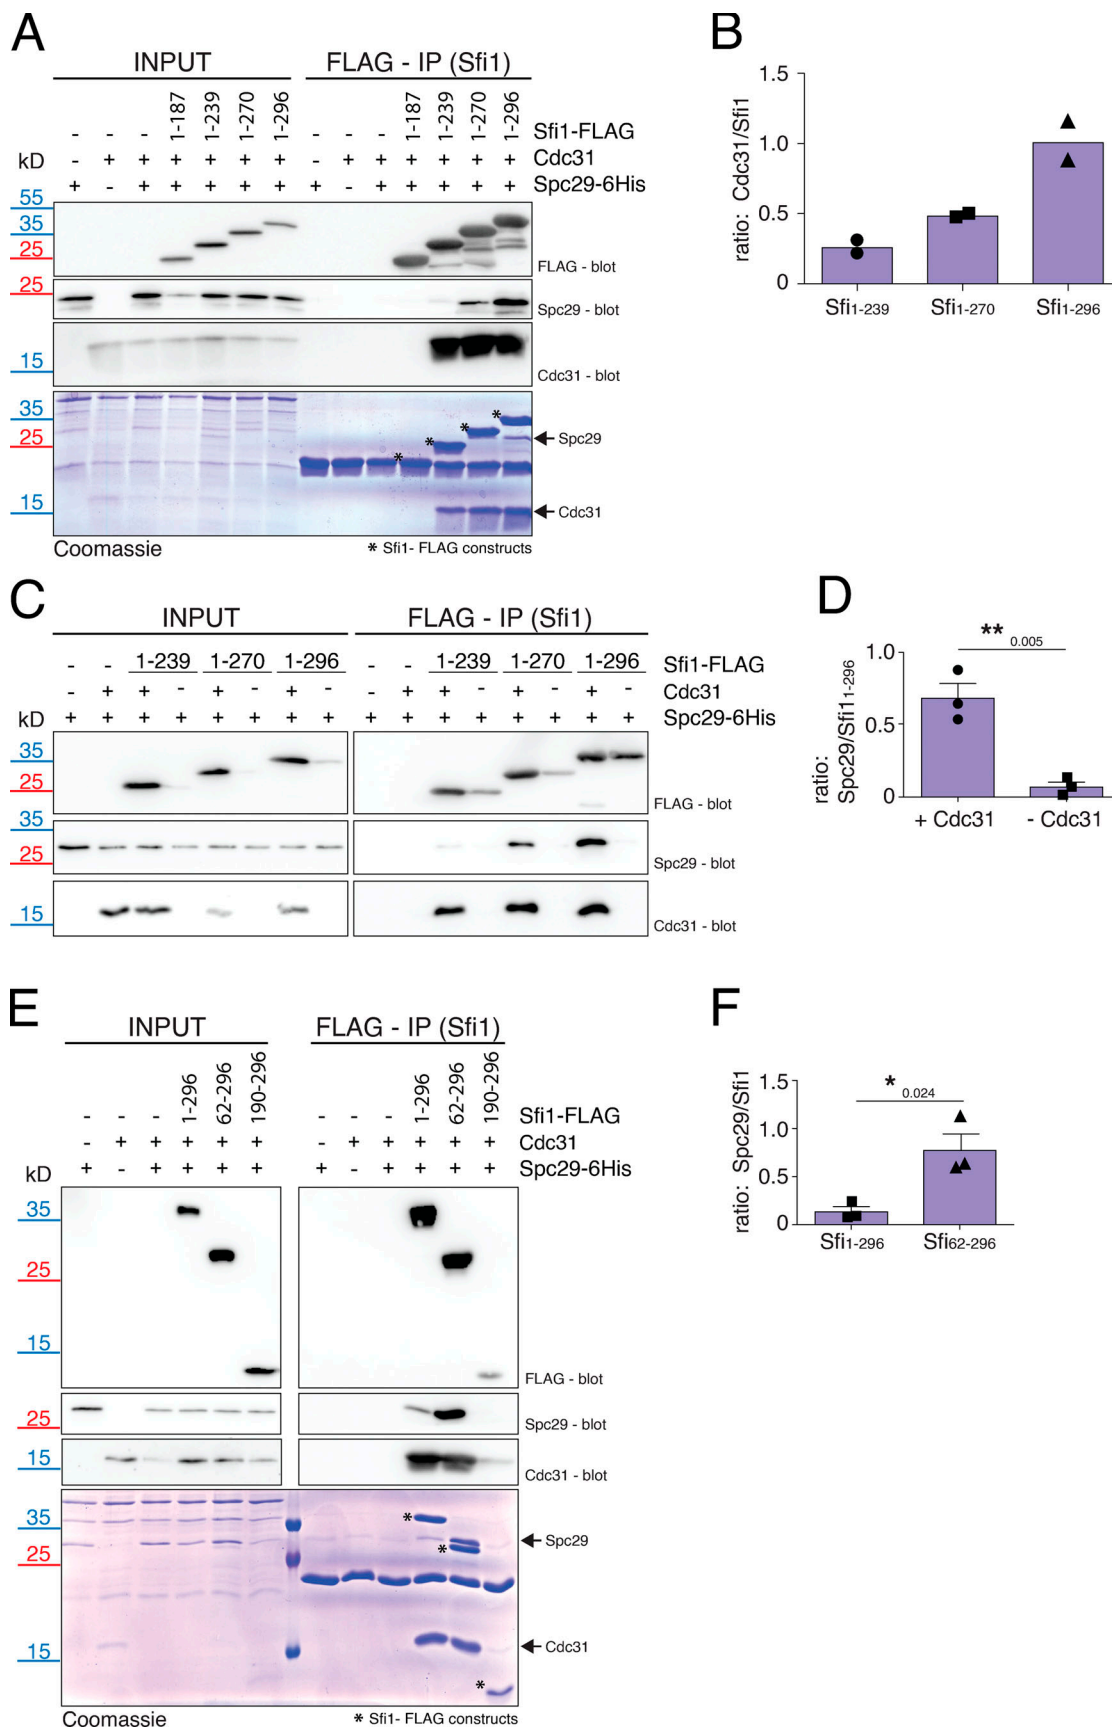 A
INPUT
FLAG - IP (Sfi1)
- - - 1-187 1-239 1-270 1-296 - - - 1-187 1-239 1-270 1-296 Sfi1-FLAG
- + + + + + + - + + + + + + Cdc31
+ - + + + + + + - + + + + + Spc29-6His
kD
55
35
25
FLAG - blot
25
Spc29 - blot
15
Cdc31 - blot
35
25
15
* * * *
Spc29
Cdc31
Coomassie
* Sfi1- FLAG constructs
B
ratio: Cdc31/Sfi1
1.5
1.0
0.5
0
Sfi1-239 Sfi1-270 Sfi1-296
C
INPUT
FLAG - IP (Sfi1)
- - 1-239 1-270 1-296 - - 1-239 1-270 1-296 Sfi1-FLAG
- + + - + - + - - + + - + - + - Cdc31
+ + + + + + + + + + + + + + + + Spc29-6His
kD
35
25
FLAG - blot
35
25
Spc29 - blot
15
Cdc31 - blot
D
ratio:
Spc29/Sfi11-296
1.0
0.5
0
** 0.005
+ Cdc31 - Cdc31
E
INPUT
FLAG - IP (Sfi1)
- - - 1-296 62-296 190-296 - - - 1-296 62-296 190-296 Sfi1-FLAG
- + + + + + - + + + + + Cdc31
+ - + + + + + - + + + + Spc29-6His
kD
35
25
15
FLAG - blot
25
Spc29 - blot
15
Cdc31 - blot
35
25
15
* * *
Spc29
Cdc31
Coomassie
* Sfi1- FLAG constructs
F
ratio: Spc29/Sfi1
1.5
1.0
0.5
0
* 0.024
Sfi1-296 Sfi62-296